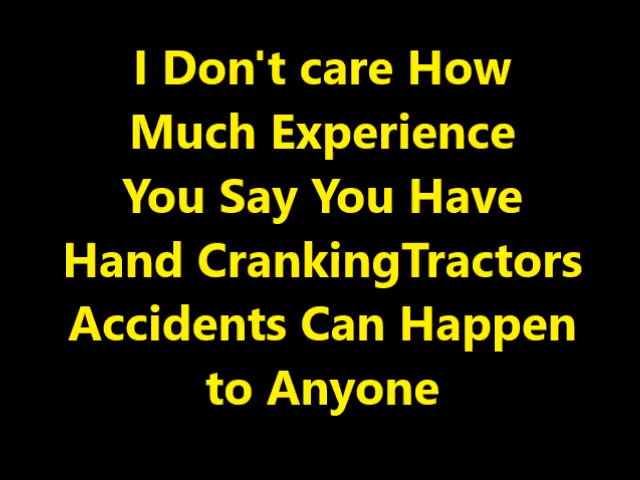 I Don't care How
Much Experience
You Say You Have
Hand CrankingTractors
Accidents Can Happen
to Anyone